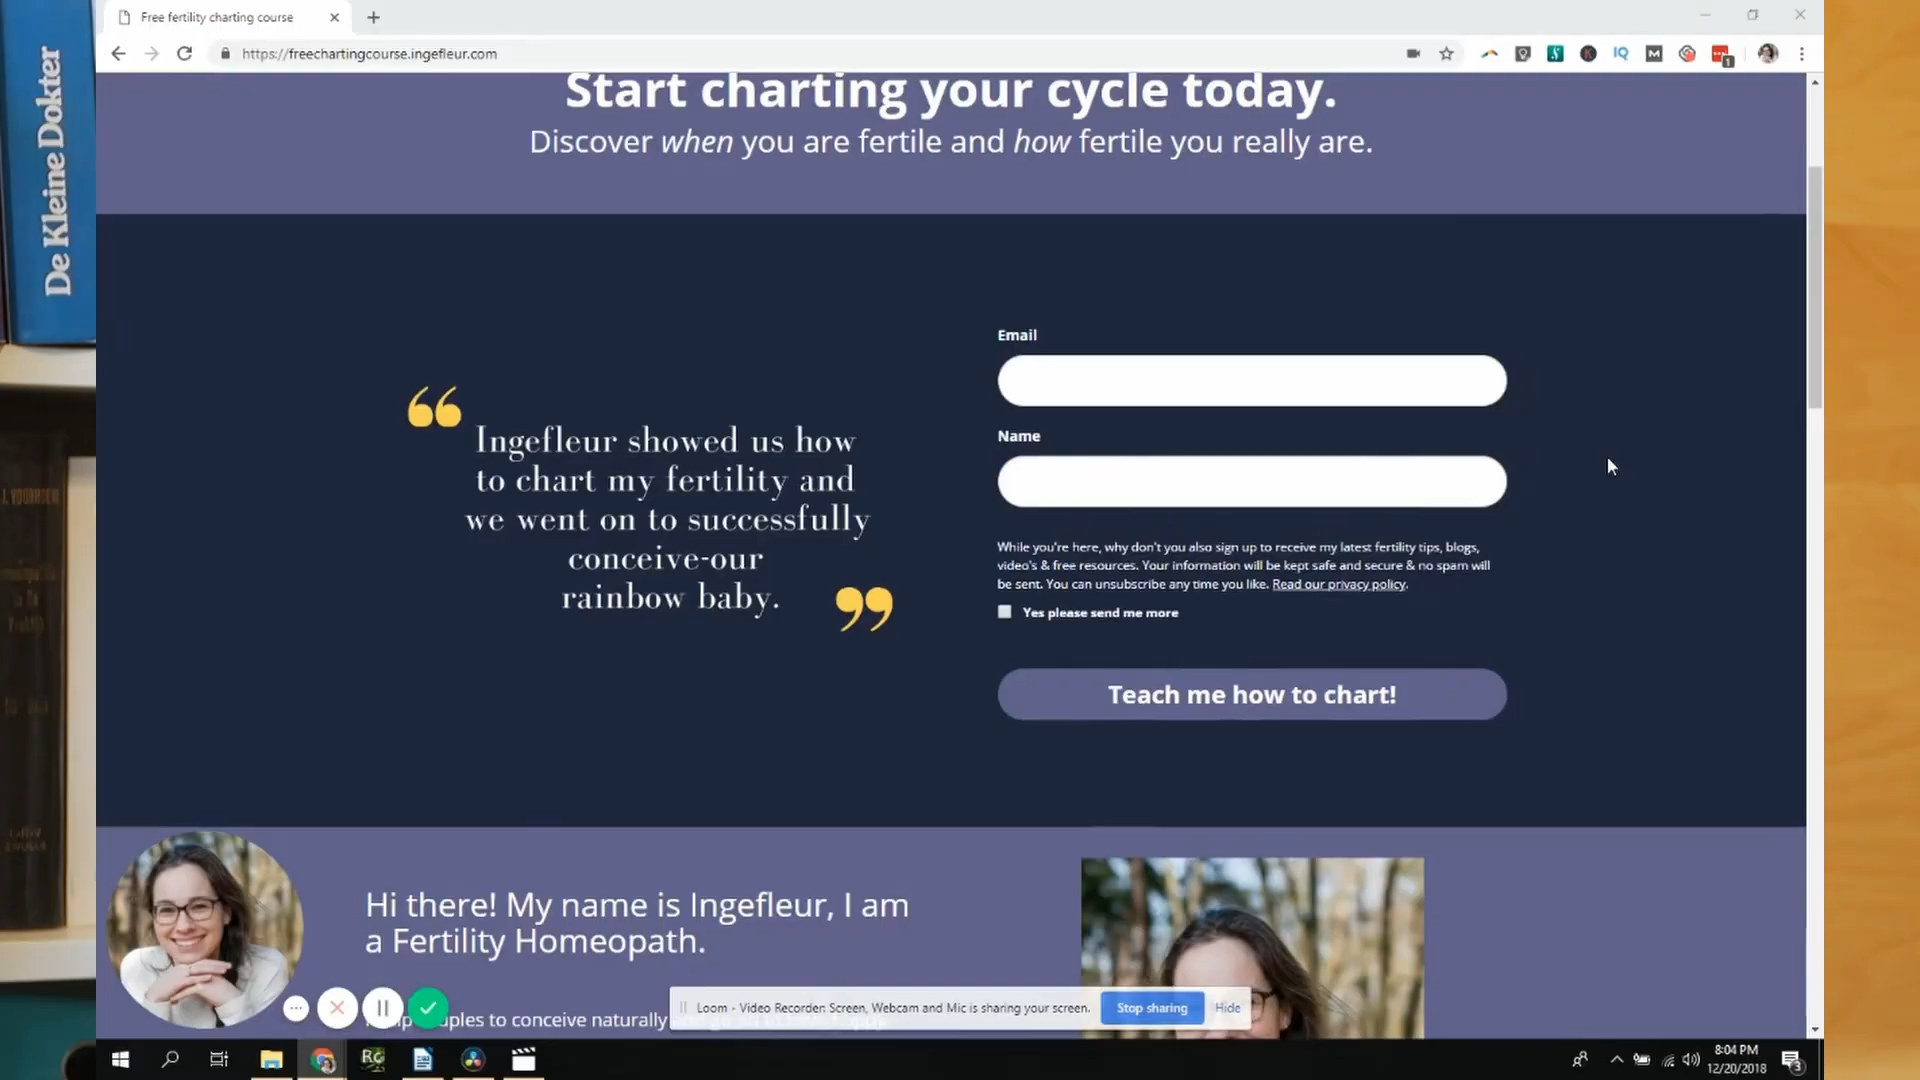 Free fertility charting course
https://freechartingcourse.ingefleur.com
IQ
M
1
De Kleine Dokter
Start charting your cycle today.
Discover when you are fertile and how fertile you really are.
Ingefleur showed us how
to chart my fertility and
we went on to successfully
conceive-our
rainbow baby.
Email
Name
While you're here, why don't you also sign up to receive my latest fertility tips, blogs,
video's & free resources. Your information will be kept safe and secure & no spam will
be sent. You can unsubscribe any time you like. Read our privacy policy.
Yes please send me more
Teach me how to chart!
Hi there! My name is Ingefleur, I am
a Fertility Homeopath.
to conceive naturally
Loom - Video Recorder: Screen, Webcam and Mic is sharing your screen.
Stop sharing
Hide
8:04 PM
12/20/2018
3